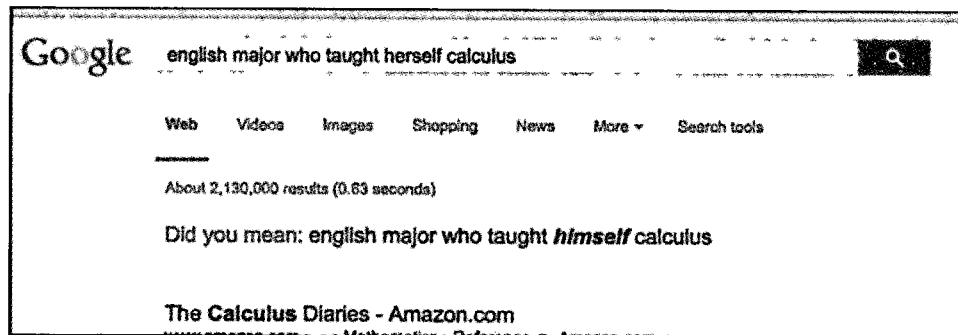 Google english major who taught herself calculus
Web Videos Images Shopping News More Search tools
About 2,130,000 results (0.63 seconds)
Did you mean: english major who taught himself calculus
The Calculus Diaries - Amazon.com